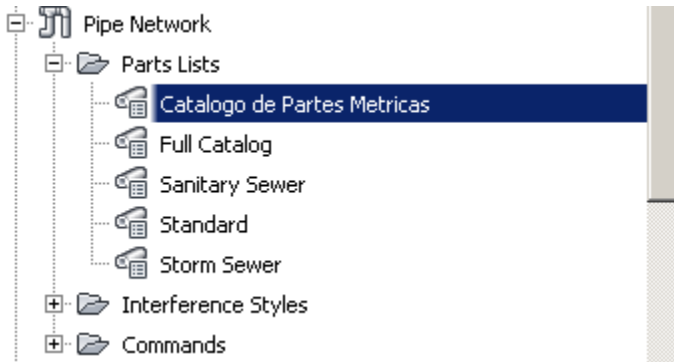 Pipe Network
Parts Lists
Catalogo de Partes Metricas
Full Catalog
Sanitary Sewer
Standard
Storm Sewer
Interference Styles
Commands